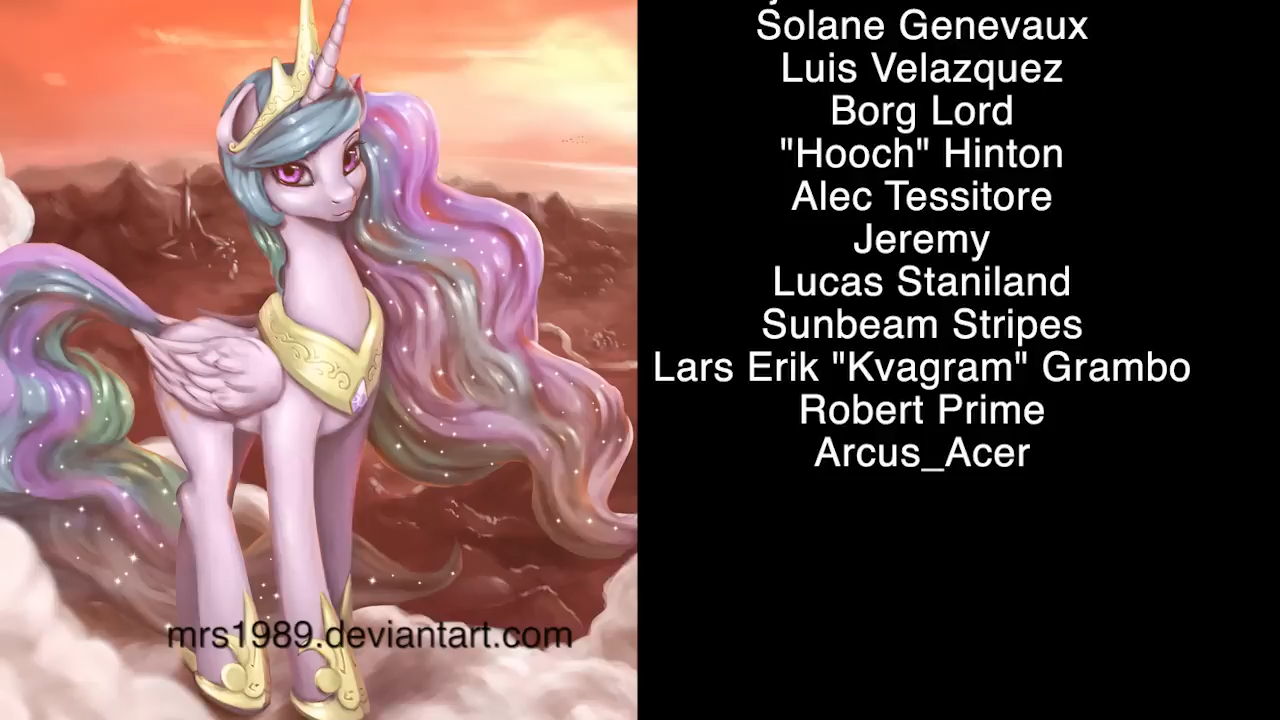 Solane Genevaux
Luis Velazquez
Borg Lord
"Hooch" Hinton
Alec Tessitore
Jeremy
Lucas Staniland
Sunbeam Stripes
Lars Erik "Kvagram" Grambo
Robert Prime
Arcus_Acer
mrs1989.deviantart.com